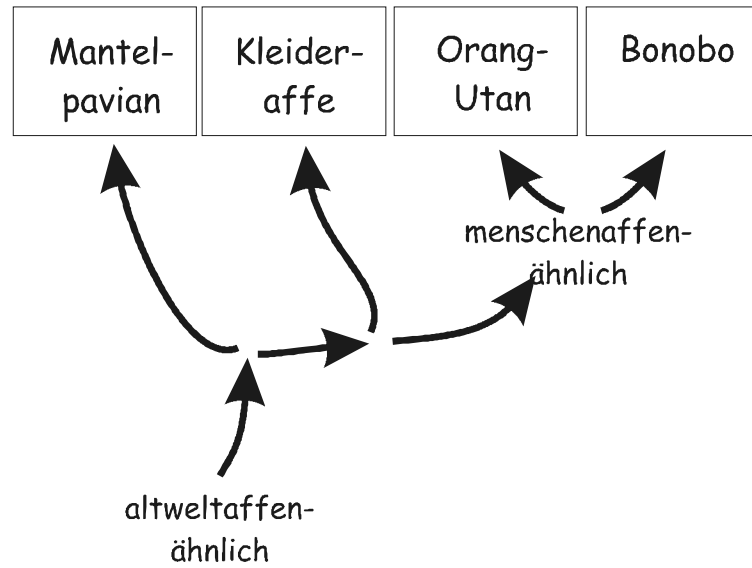 Mantel-
pavian
Kleider-
affe
Orang-
Utan
Bonobo
menschenaffen-
ähnlich
altweltaffen-
ähnlich